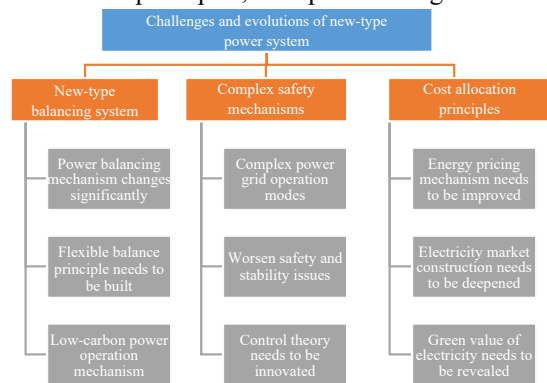 Challenges and evolutions of new-type
power system
New-type
balancing system
Complex safety
mechanisms
Cost allocation
principles
Power balancing
mechanism changes
significantly
Complex power
grid operation
modes
Energy pricing
mechanism needs
to be improved
Flexible balance
principle needs to
be built
Worsen safety and
stability issues
Electricity market
construction needs
to be deepened
Low-carbon power
operation
mechanism
Control theory
needs to be
innovated
Green value of
electricity needs to
be revealed